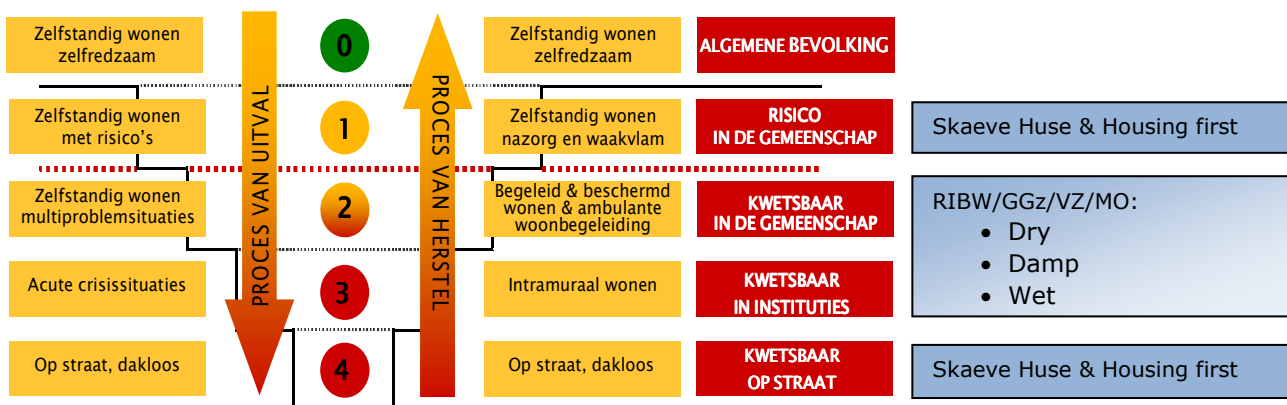 Zelfstandig wonen
zelfredzaam
0
Zelfstandig wonen
zelfredzaam
ALGEMENE BEVOLKING
PROCES VAN UITVAL
PROCES VAN HERSTEL
Zelfstandig wonen
met risico's
1
Zelfstandig wonen
nazorg en waakvlam
RISICO
IN DE GEMEENSCHAP
Skaeve Huse & Housing first
Zelfstandig wonen
multiproblemsituaties
2
Begeleid & beschermd
wonen & ambulante
woonbegeleiding
KWETSBAAR
IN DE GEMEENSCHAP
RIBW/GGz/VZ/MO:
• Dry
• Damp
• Wet
Acute crisissituaties
3
Intramuraal wonen
KWETSBAAR
IN INSTITUTIES
Op straat, dakloos
4
Op straat, dakloos
KWETSBAAR
OP STRAAT
Skaeve Huse & Housing first